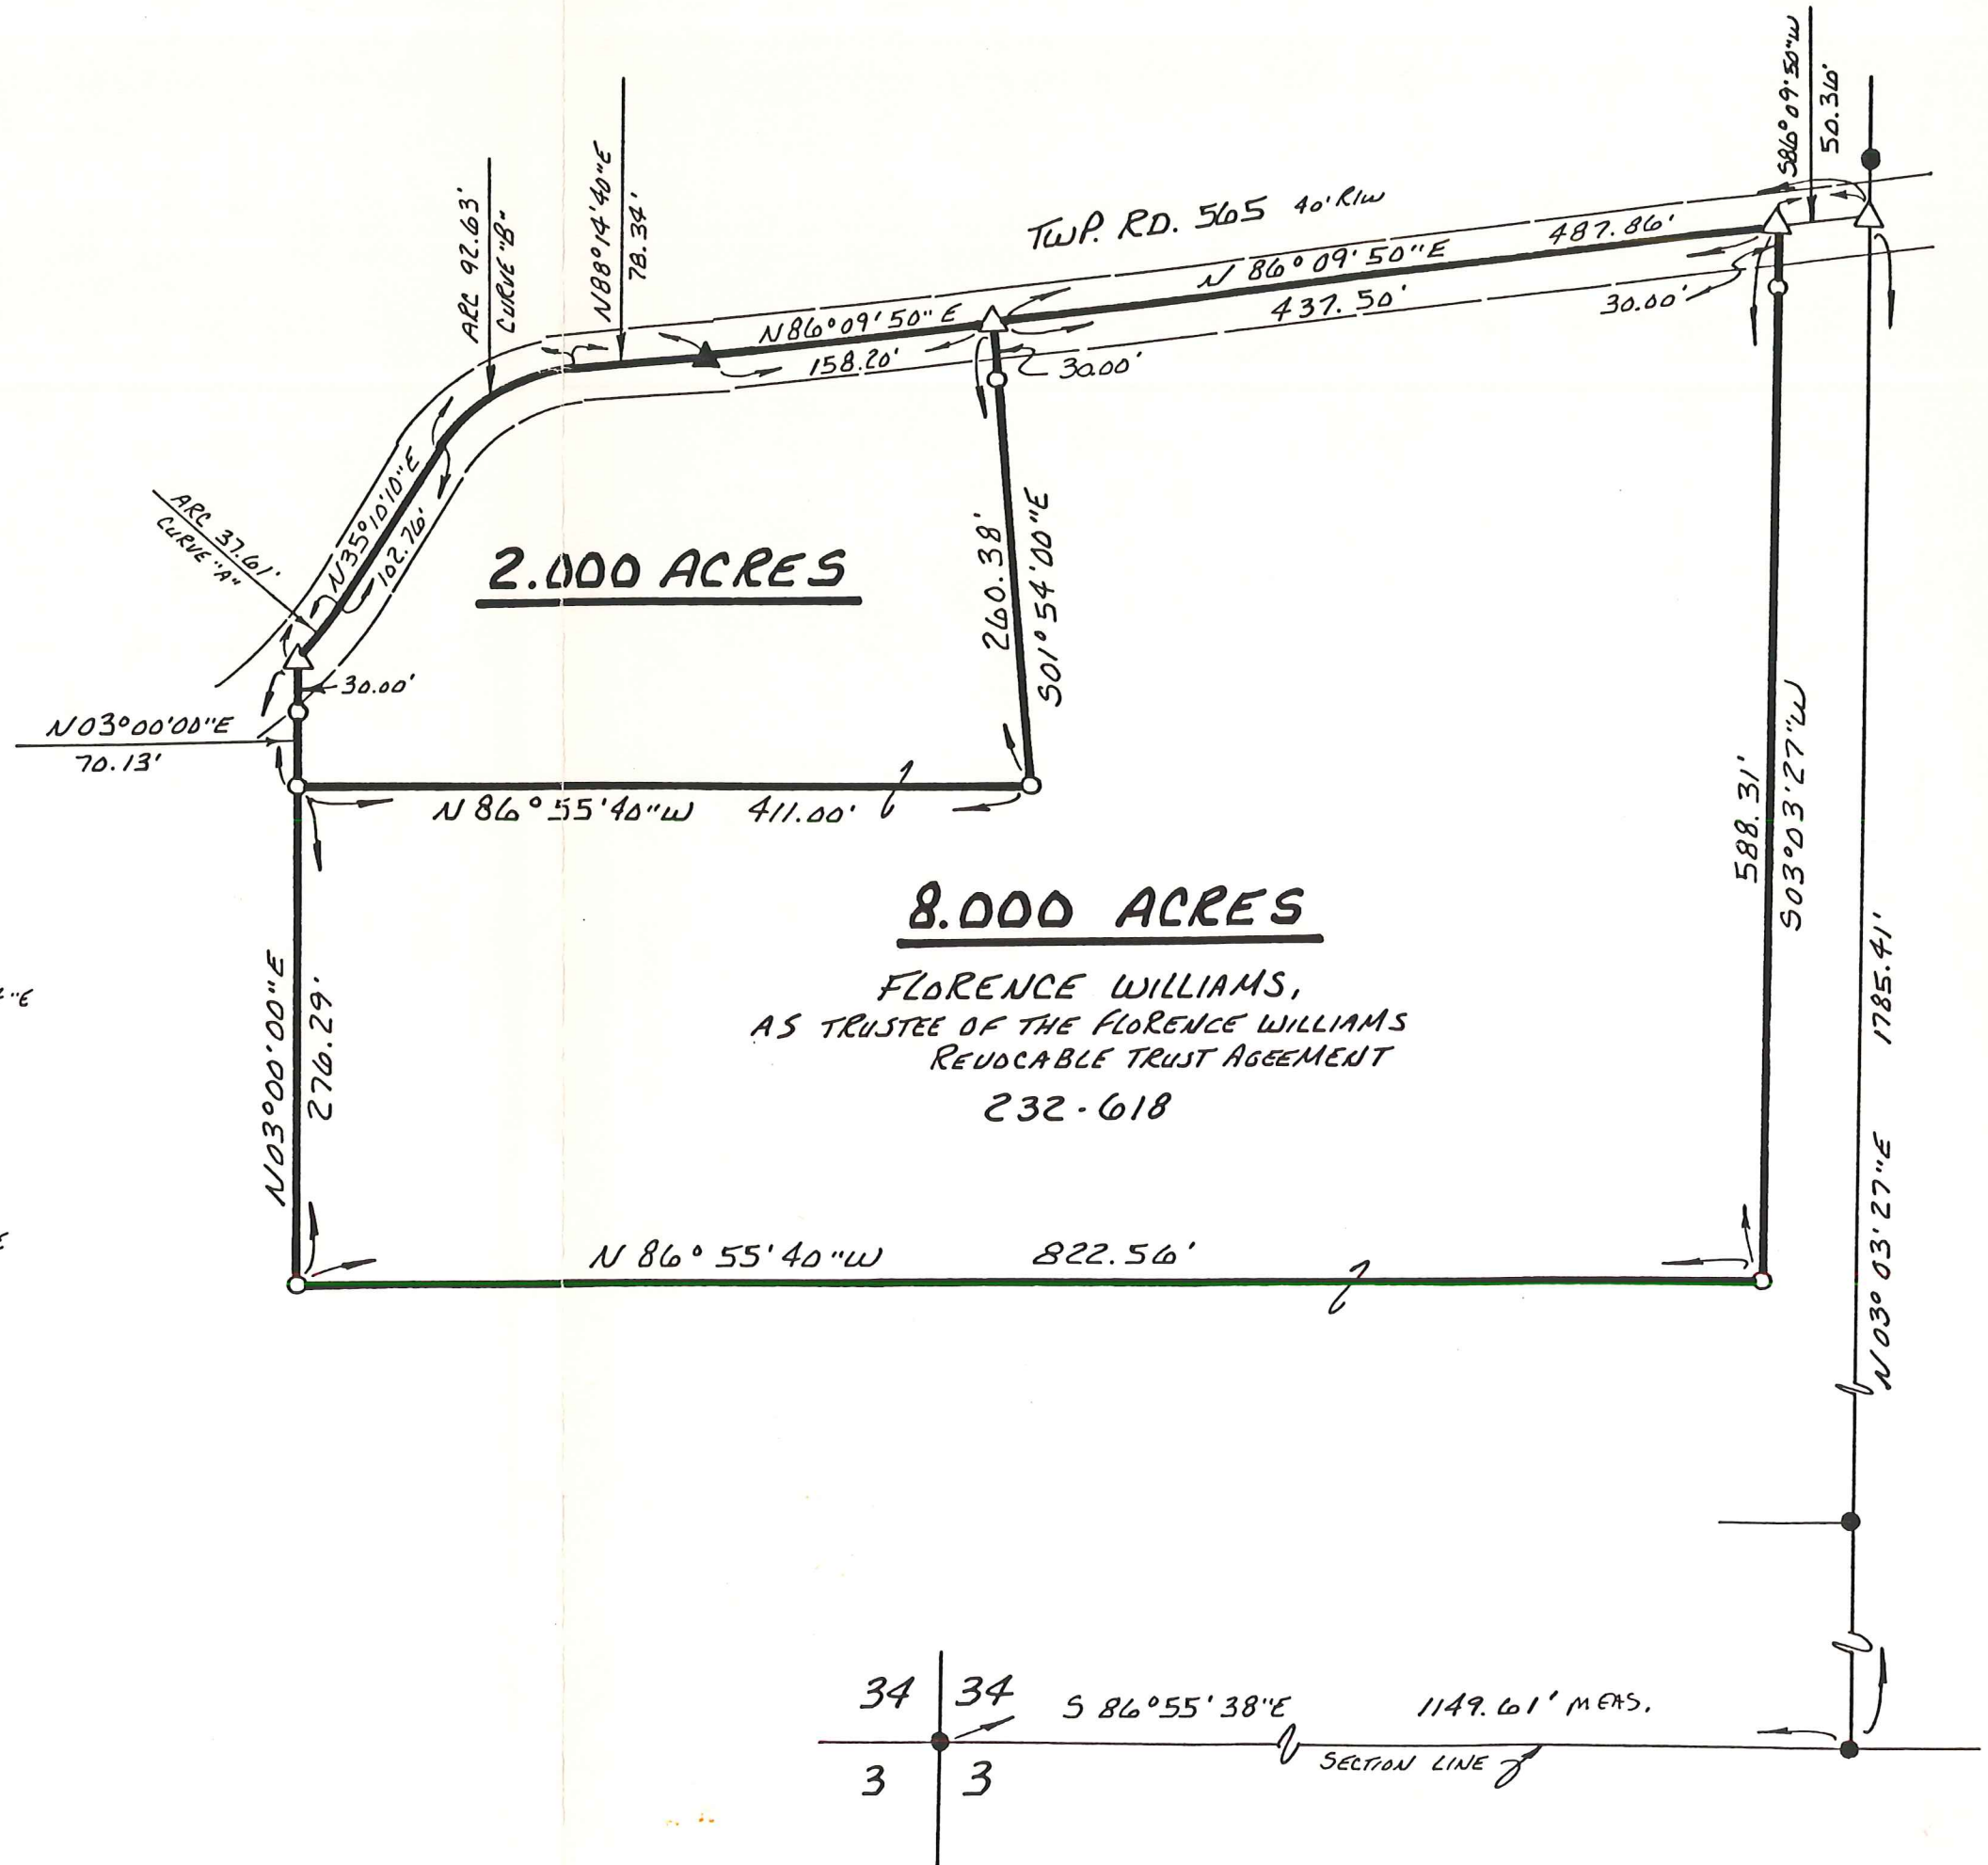 S86°09'50"W
50.36'
ARC 92.63'
CURVE "B"
N88°14'40"E
78.34'
TWP. RD. 565 40' R/W
487.86'
N 86°09'50"E
437.50'
30.00'
N86°09'50"E
158.20'
30.00'
ARC 37.61'
CURVE "A"
N35°10'10"E
102.76'
2.000 ACRES
260.38'
S01°54'00"E
30.00'
N03°00'00"E
70.13'
N 86°55'40"W 411.00'
588.31'
S03°03'27"W
8.000 ACRES
FLORENCE WILLIAMS,
AS TRUSTEE OF THE FLORENCE WILLIAMS
REVOCABLE TRUST AGEEMENT
232-618
N03°00'00"E
276.29'
"E
1785.41'
N03°03'27"E
N 86°55'40"W 822.56'
34 34
S 86°55'38"E 1149.61' MEAS.
SECTION LINE
3 3